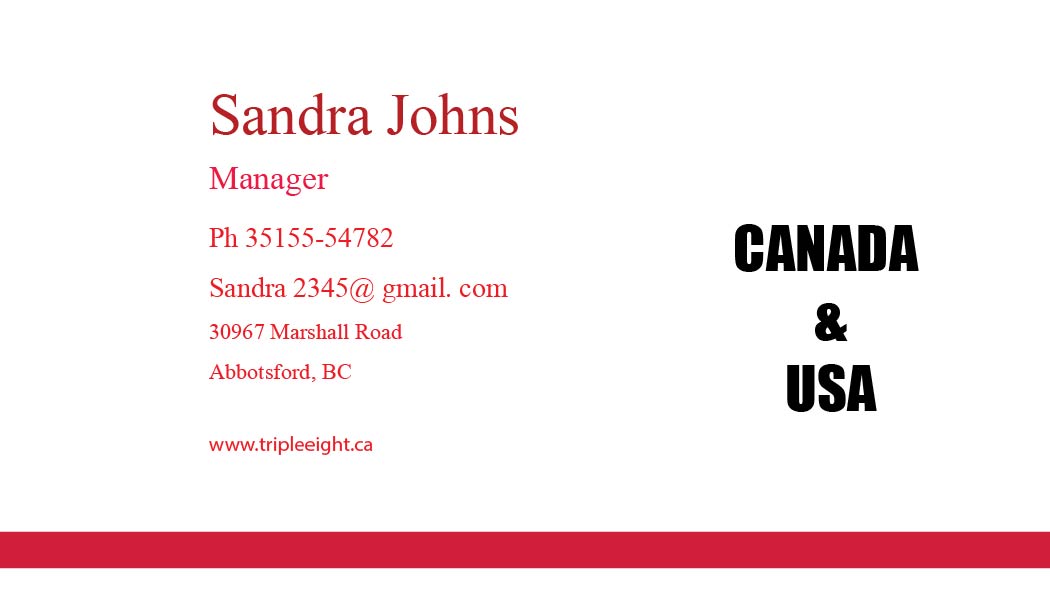 Sandra Johns
Manager
Ph 35155-54782
Sandra 2345@ gmail. com
30967 Marshall Road
Abbotsford, BC
www.tripleeight.ca
CANADA
&
USA